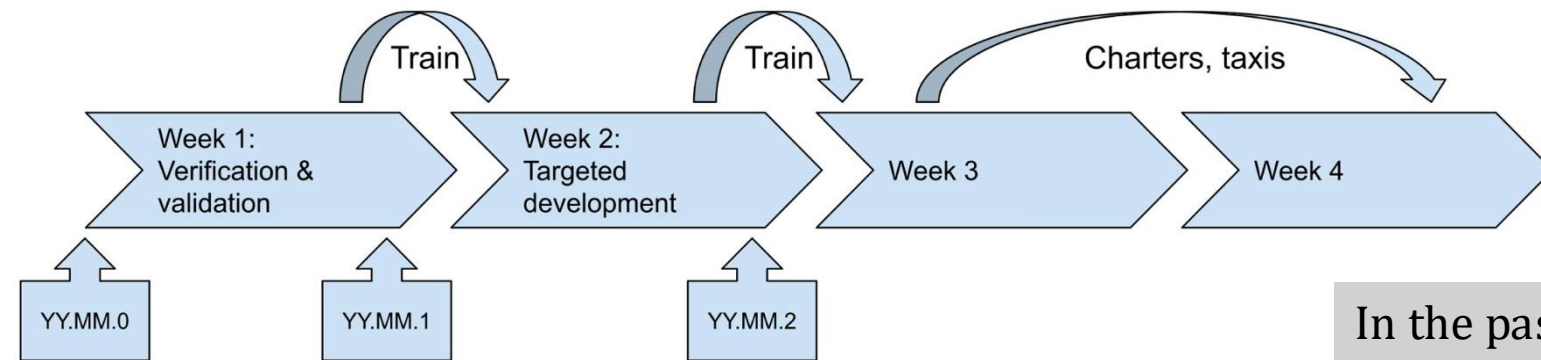 Train
Train
Charters, taxis
Week 1:
Verification &
validation
Week 2:
Targeted
development
Week 3
Week 4
YY.MM.0
YY.MM.1
YY.MM.2
In the